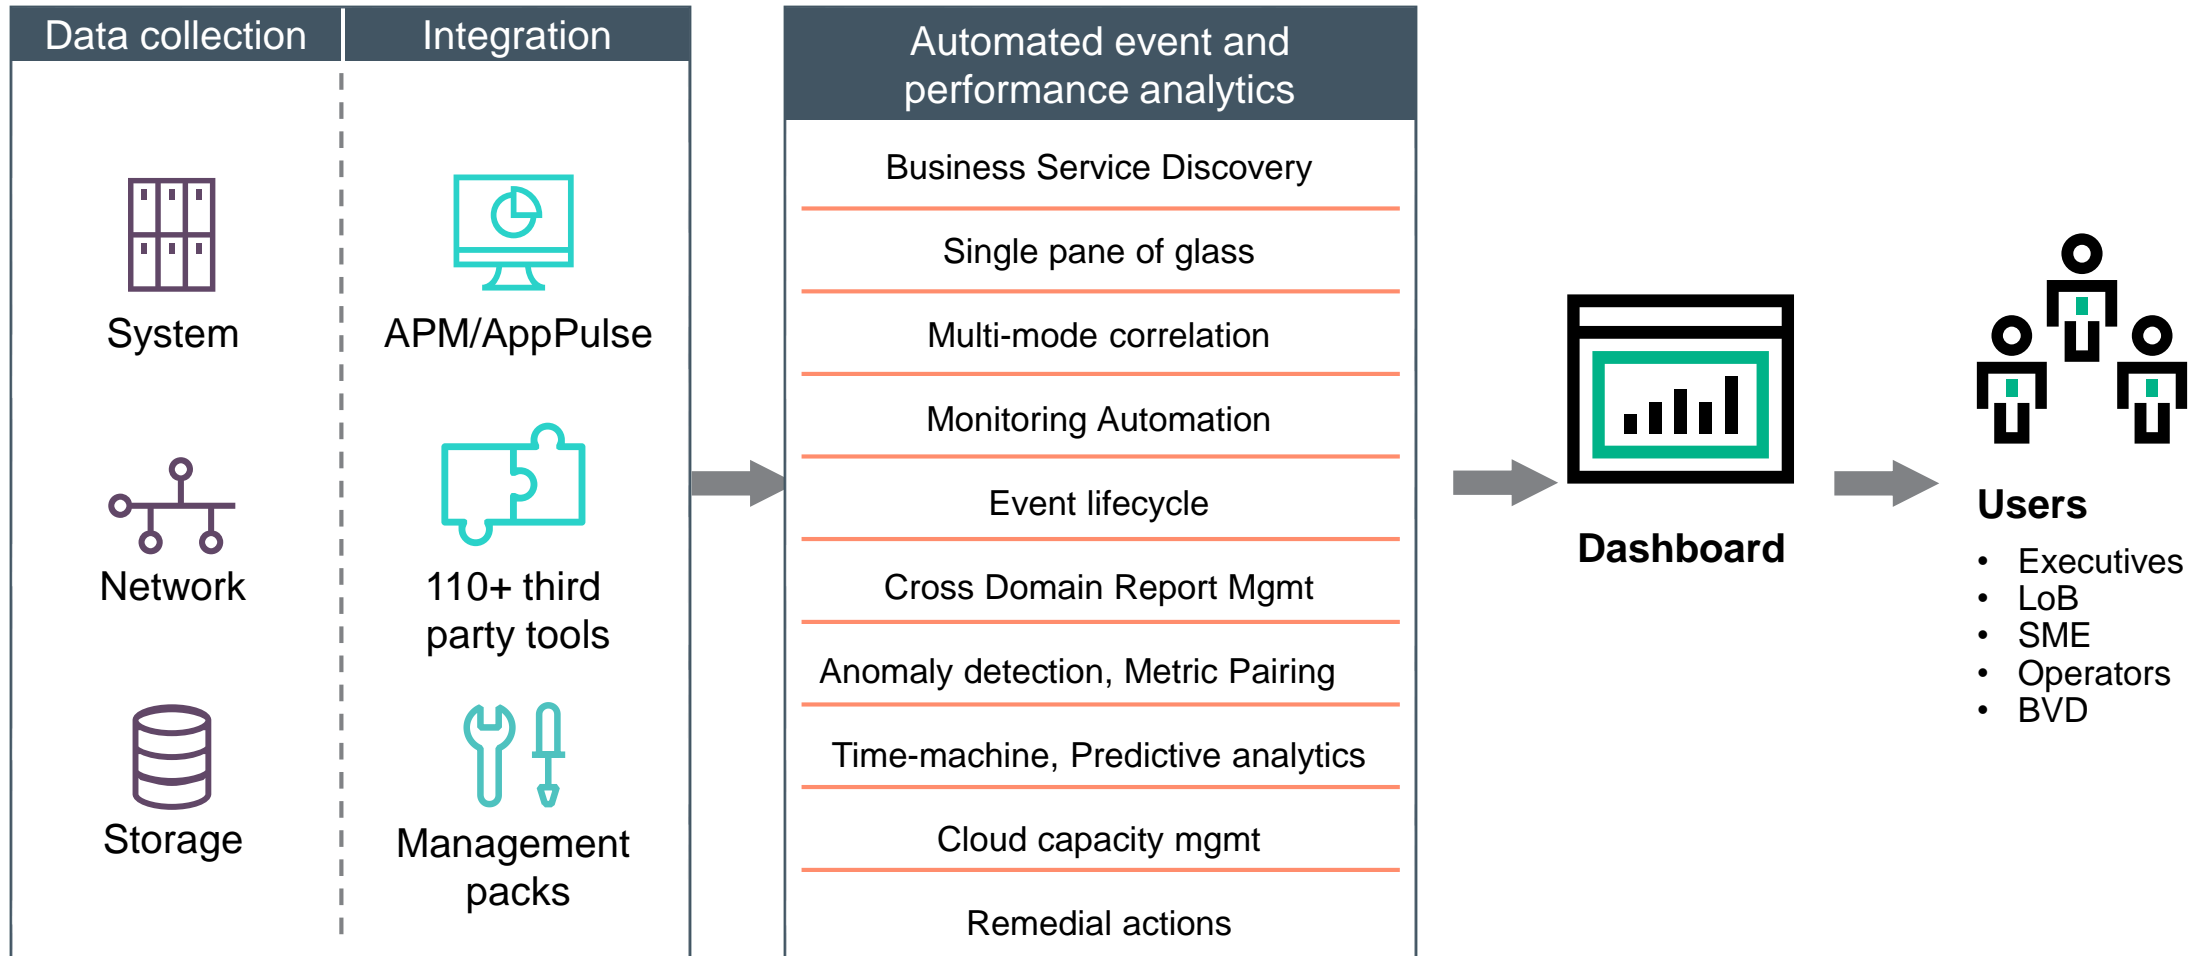 Data collection
Integration
System
Network
Storage
APM/AppPulse
110+ third
party tools
Management
packs
Automated event and
performance analytics
Business Service Discovery
Single pane of glass
Multi-mode correlation
Monitoring Automation
Event lifecycle
Cross Domain Report Mgmt
Anomaly detection, Metric Pairing
Time-machine, Predictive analytics
Cloud capacity mgmt
Remedial actions
Dashboard
Users
• Executives
• LoB
• SME
• Operators
• BVD